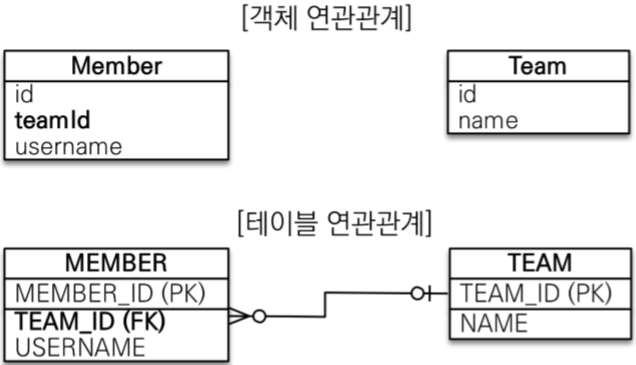 [객체 연관관계]
Member
id
teamId
username
Team
id
name
[테이블 연관관계]
MEMBER
MEMBER_ID (PK)
TEAM_ID (FK)
USERNAME
TEAM
TEAM_ID (PK)
NAME